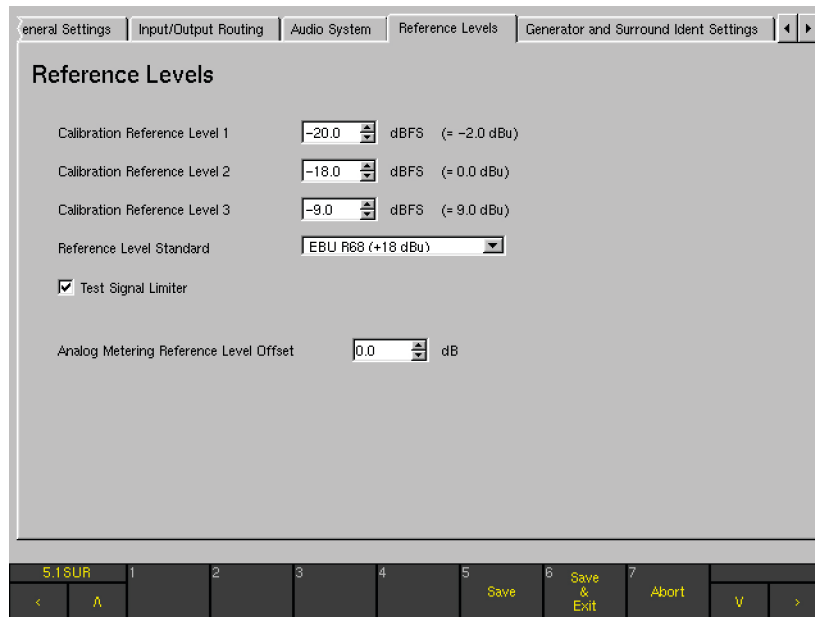 eneral Settings Input/Output Routing Audio System Reference Levels Generator and Surround Ident Settings
Reference Levels
Calibration Reference Level 1 -20.0 dBFS (= -2.0 dBu)
Calibration Reference Level 2 -18.0 dBFS (= 0.0 dBu)
Calibration Reference Level 3 -9.0 dBFS (= 9.0 dBu)
Reference Level Standard EBU R68 (+18 dBu)
Test Signal Limiter
Analog Metering Reference Level Offset 0.0 dB
5.1SUR 1 2 3 4 5 6 7
Save
Save
&
Exit
Abort
< Λ V >